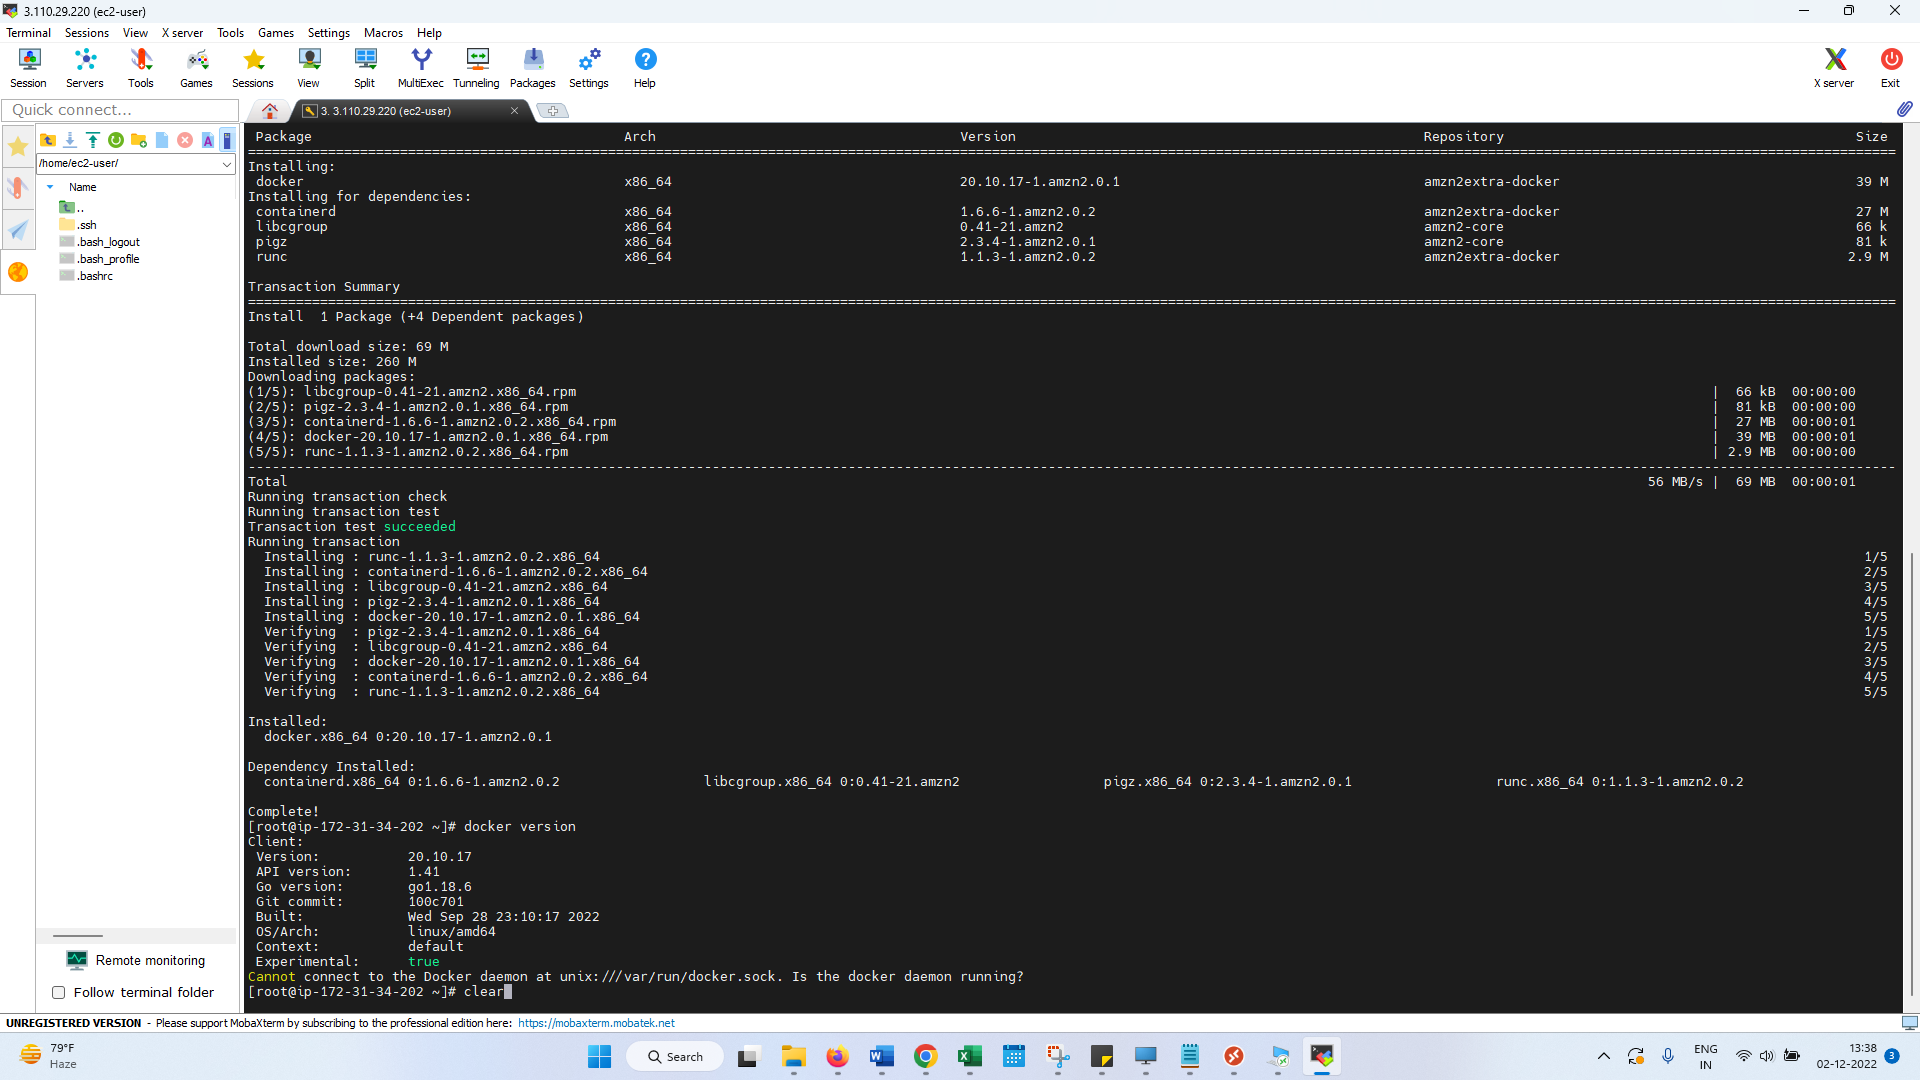 3.110.29.220 (ec2-user)
Terminal Sessions View X server Tools Games Settings Macros Help
Session Servers Tools Games Sessions View Split MultiExec Tunneling Packages Settings Help X server Exit
Quick connect...
3. 3.110.29.220 (ec2-user)
/home/ec2-user/
Name
..
.ssh
.bash_logout
.bash_profile
.bashrc
Remote monitoring
Follow terminal folder
Package Arch Version Repository Size
Installing:
docker x86_64 20.10.17-1.amzn2.0.1 amzn2extra-docker 39 M
Installing for dependencies:
containerd x86_64 1.6.6-1.amzn2.0.2 amzn2extra-docker 27 M
libcgroup x86_64 0.41-21.amzn2 amzn2-core 66 k
pigz x86_64 2.3.4-1.amzn2.0.1 amzn2-core 81 k
runc x86_64 1.1.3-1.amzn2.0.2 amzn2extra-docker 2.9 M
Transaction Summary
Install 1 Package (+4 Dependent packages)
Total download size: 69 M
Installed size: 260 M
Downloading packages:
(1/5): libcgroup-0.41-21.amzn2.x86_64.rpm | 66 kB 00:00:00
(2/5): pigz-2.3.4-1.amzn2.0.1.x86_64.rpm | 81 kB 00:00:00
(3/5): containerd-1.6.6-1.amzn2.0.2.x86_64.rpm | 27 MB 00:00:01
(4/5): docker-20.10.17-1.amzn2.0.1.x86_64.rpm | 39 MB 00:00:01
(5/5): runc-1.1.3-1.amzn2.0.2.x86_64.rpm | 2.9 MB 00:00:00
Total 56 MB/s | 69 MB 00:00:01
Running transaction check
Running transaction test
Transaction test succeeded
Running transaction
Installing : runc-1.1.3-1.amzn2.0.2.x86_64 1/5
Installing : containerd-1.6.6-1.amzn2.0.2.x86_64 2/5
Installing : libcgroup-0.41-21.amzn2.x86_64 3/5
Installing : pigz-2.3.4-1.amzn2.0.1.x86_64 4/5
Installing : docker-20.10.17-1.amzn2.0.1.x86_64 5/5
Verifying : pigz-2.3.4-1.amzn2.0.1.x86_64 1/5
Verifying : libcgroup-0.41-21.amzn2.x86_64 2/5
Verifying : docker-20.10.17-1.amzn2.0.1.x86_64 3/5
Verifying : containerd-1.6.6-1.amzn2.0.2.x86_64 4/5
Verifying : runc-1.1.3-1.amzn2.0.2.x86_64 5/5
Installed:
docker.x86_64 0:20.10.17-1.amzn2.0.1
Dependency Installed:
containerd.x86_64 0:1.6.6-1.amzn2.0.2 libcgroup.x86_64 0:0.41-21.amzn2 pigz.x86_64 0:2.3.4-1.amzn2.0.1 runc.x86_64 0:1.1.3-1.amzn2.0.2
Complete!
[root@ip-172-31-34-202 ~]# docker version
Client:
Version: 20.10.17
API version: 1.41
Go version: go1.18.6
Git commit: 100c701
Built: Wed Sep 28 23:10:17 2022
OS/Arch: linux/amd64
Context: default
Experimental: true
Cannot connect to the Docker daemon at unix:///var/run/docker.sock. Is the docker daemon running?
[root@ip-172-31-34-202 ~]# clear
UNREGISTERED VERSION - Please support MobaXterm by subscribing to the professional edition here: https://mobaxterm.mobatek.net
79°F
Haze
Search
ENG
IN
13:38
02-12-2022
3